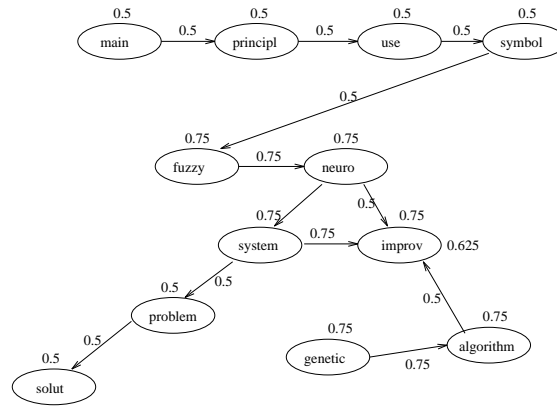 0.5 0.5 0.5 0.5
main 0.5 principl 0.5 use 0.5 symbol
0.5
0.75 0.75
fuzzy 0.75 neuro
0.75 0.5 0.75
system 0.75 improv 0.625
0.5 0.5
problem 0.5 0.75
0.75
0.5 0.5 genetic algorithm
0.75
solut